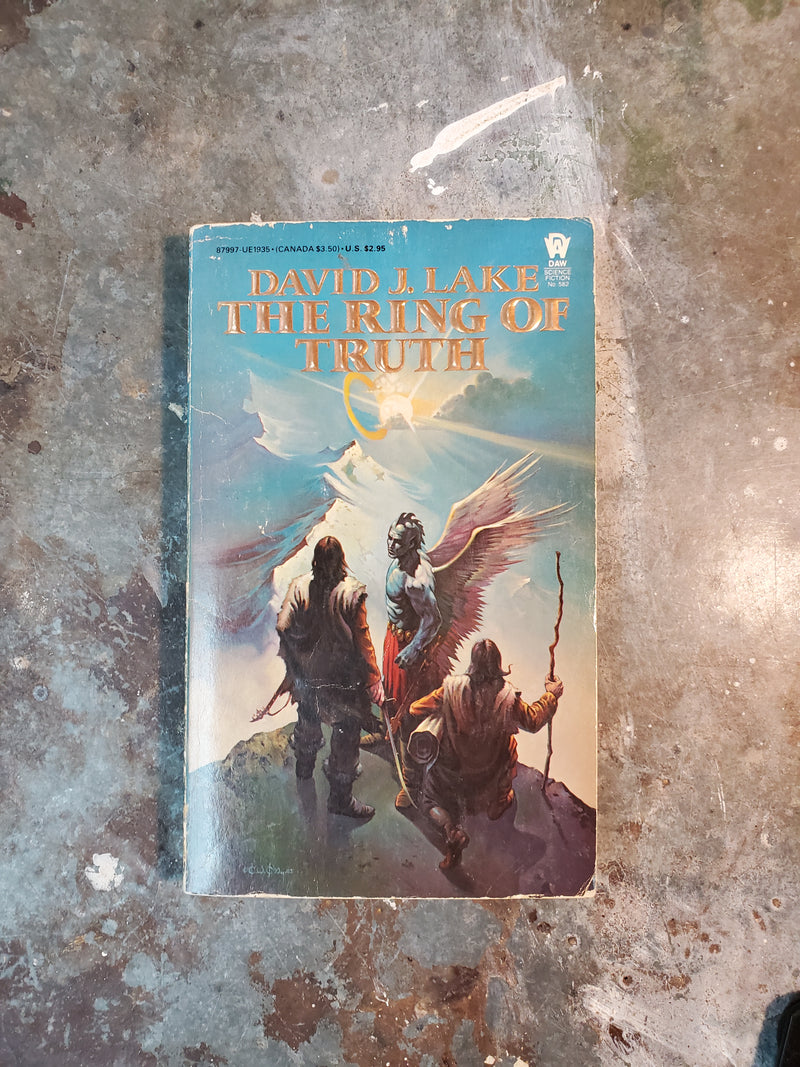 87997-UE1935•(CANADA $3.50)•U.S. $2.95
DAW
SCIENCE
FICTION
No. 582
DAVID J. LAKE
THE RING OF
TRUTH